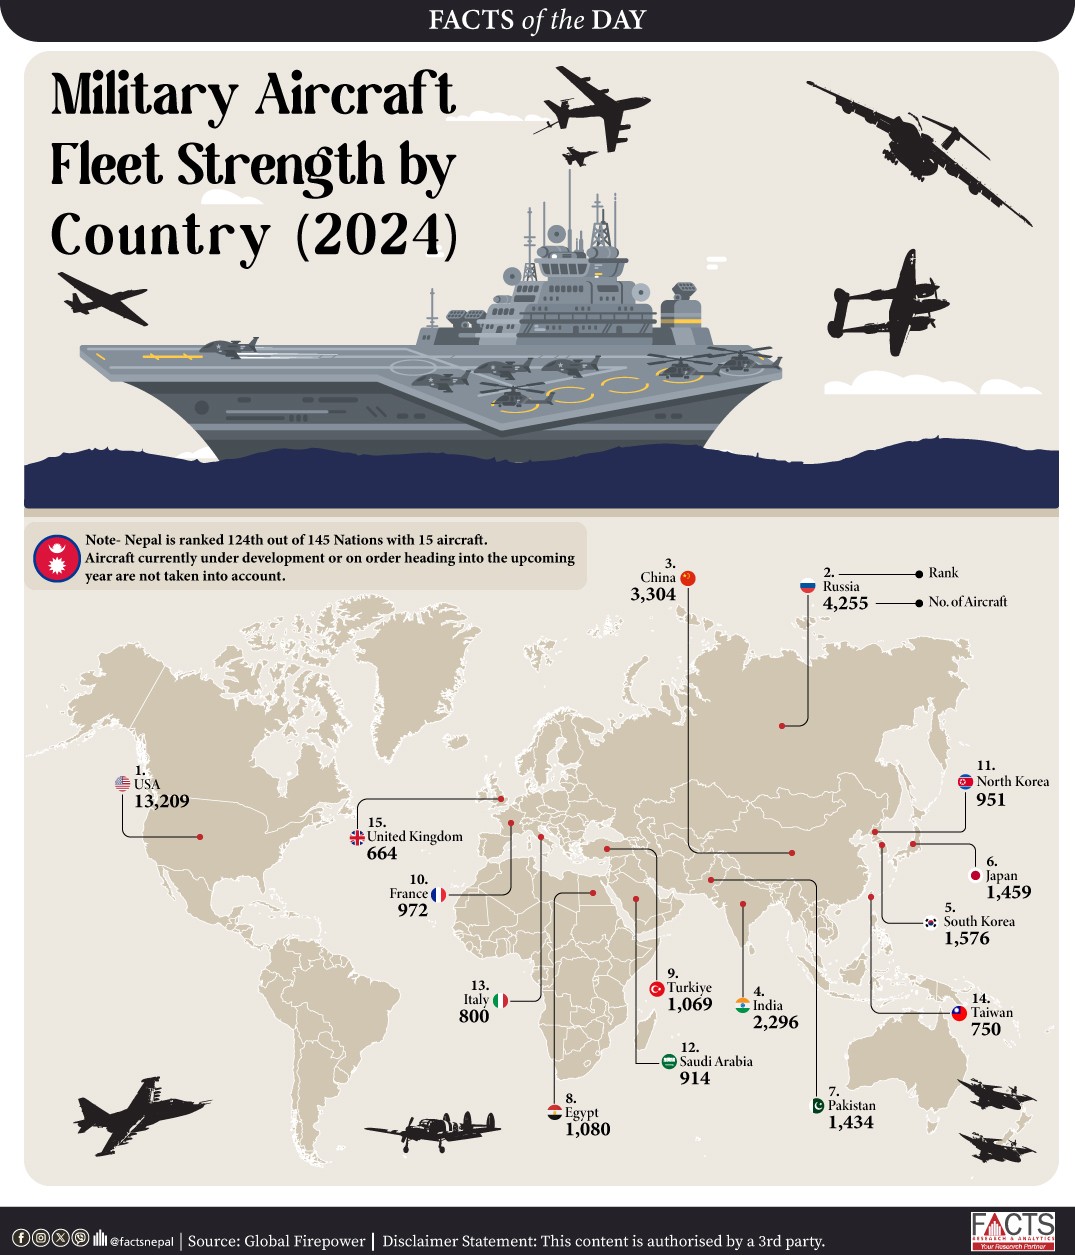 FACTS of the DAY
Military Aircraft
Fleet Strength by
Country (2024)
Note- Nepal is ranked 124th out of 145 Nations with 15 aircraft.
Aircraft currently under development or on order heading into the upcoming
year are not taken into account.
3.
China
3,304
2.
Russia
4,255
Rank
No. of Aircraft
1.
USA
13,209
11.
North Korea
951
15.
United Kingdom
664
6.
Japan
1,459
10.
France
972
5.
South Korea
1,576
13.
Italy
800
9.
Turkiye
1,069
4.
India
2,296
14.
Taiwan
750
12.
Saudi Arabia
914
8.
Egypt
1,080
7.
Pakistan
1,434
@factsnepal | Source: Global Firepower | Disclaimer Statement: This content is authorised by a 3rd party.
FACTS
RESEARCH & ANALYTICS
Your Research Partner